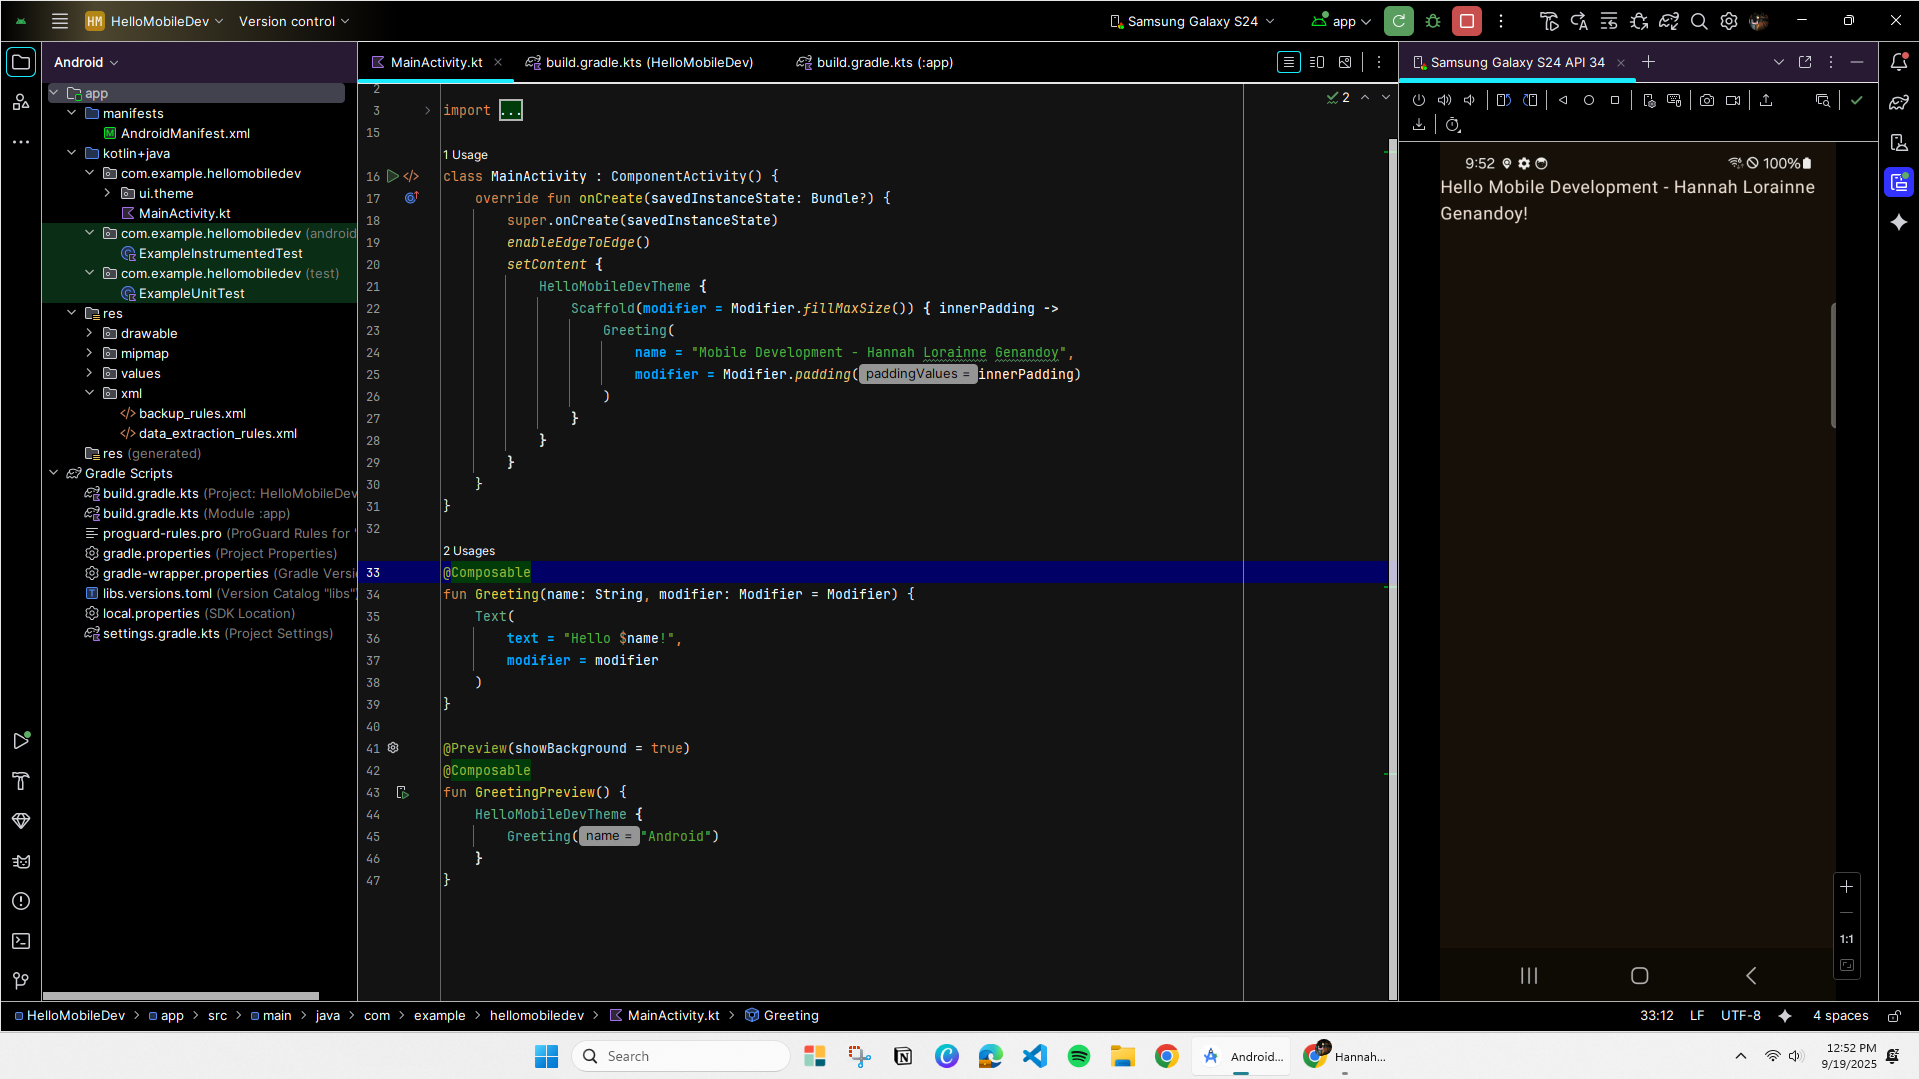 HM HelloMobileDev Version control Samsung Galaxy S24 app
Android
MainActivity.kt build.gradle.kts (HelloMobileDev) build.gradle.kts (:app)
Samsung Galaxy S24 API 34
app
manifests
AndroidManifest.xml
kotlin+java
com.example.hellomobiledev
ui.theme
MainActivity.kt
com.example.hellomobiledev (android
ExampleInstrumentedTest
com.example.hellomobiledev (test)
ExampleUnitTest
res
drawable
mipmap
values
xml
backup_rules.xml
data_extraction_rules.xml
res (generated)
Gradle Scripts
build.gradle.kts (Project: HelloMobileDev
build.gradle.kts (Module :app)
proguard-rules.pro (ProGuard Rules for "
gradle.properties (Project Properties)
gradle-wrapper.properties (Gradle Versi
libs.versions.toml (Version Catalog "libs")
local.properties (SDK Location)
settings.gradle.kts (Project Settings)
2
2
3 import ...
15
1 Usage
16 class MainActivity : ComponentActivity() {
17 override fun onCreate(savedInstanceState: Bundle?) {
18 super.onCreate(savedInstanceState)
19 enableEdgeToEdge()
20 setContent {
21 HelloMobileDevTheme {
22 Scaffold(modifier = Modifier.fillMaxSize()) { innerPadding ->
23 Greeting(
24 name = "Mobile Development - Hannah Lorainne Genandoy",
25 modifier = Modifier.padding( paddingValues = innerPadding)
26 )
27 }
28 }
29 }
30 }
31 }
32
2 Usages
33 @Composable
34 fun Greeting(name: String, modifier: Modifier = Modifier) {
35 Text(
36 text = "Hello $name!",
37 modifier = modifier
38 )
39 }
40
41 @Preview(showBackground = true)
42 @Composable
43 fun GreetingPreview() {
44 HelloMobileDevTheme {
45 Greeting( name = "Android")
46 }
47 }
9:52 100%
Hello Mobile Development - Hannah Lorainne
Genandoy!
1:1
HelloMobileDev > app > src > main > java > com > example > hellomobiledev > MainActivity.kt > Greeting
33:12 LF UTF-8 4 spaces
Search
Android...
Hannah...
12:52 PM
9/19/2025